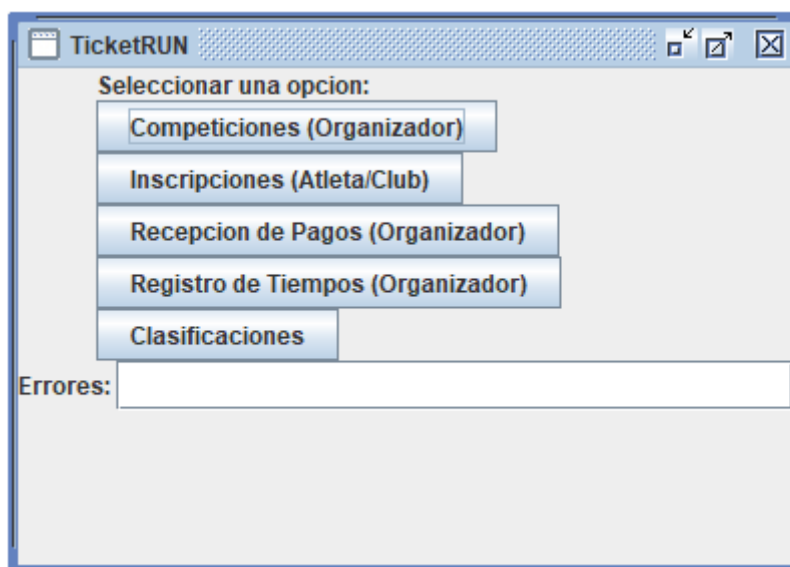 TicketRUN
Seleccionar una opcion:
Competiciones (Organizador)
Inscripciones (Atleta/Club)
Recepcion de Pagos (Organizador)
Registro de Tiempos (Organizador)
Clasificaciones
Errores: